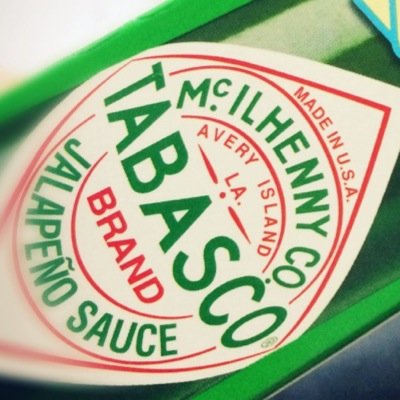 McILHENNY CO.
TABASCO®
AVERY ISLAND
LA.
BRAND
JALAPEÑO SAUCE
MADE IN U.S.A.